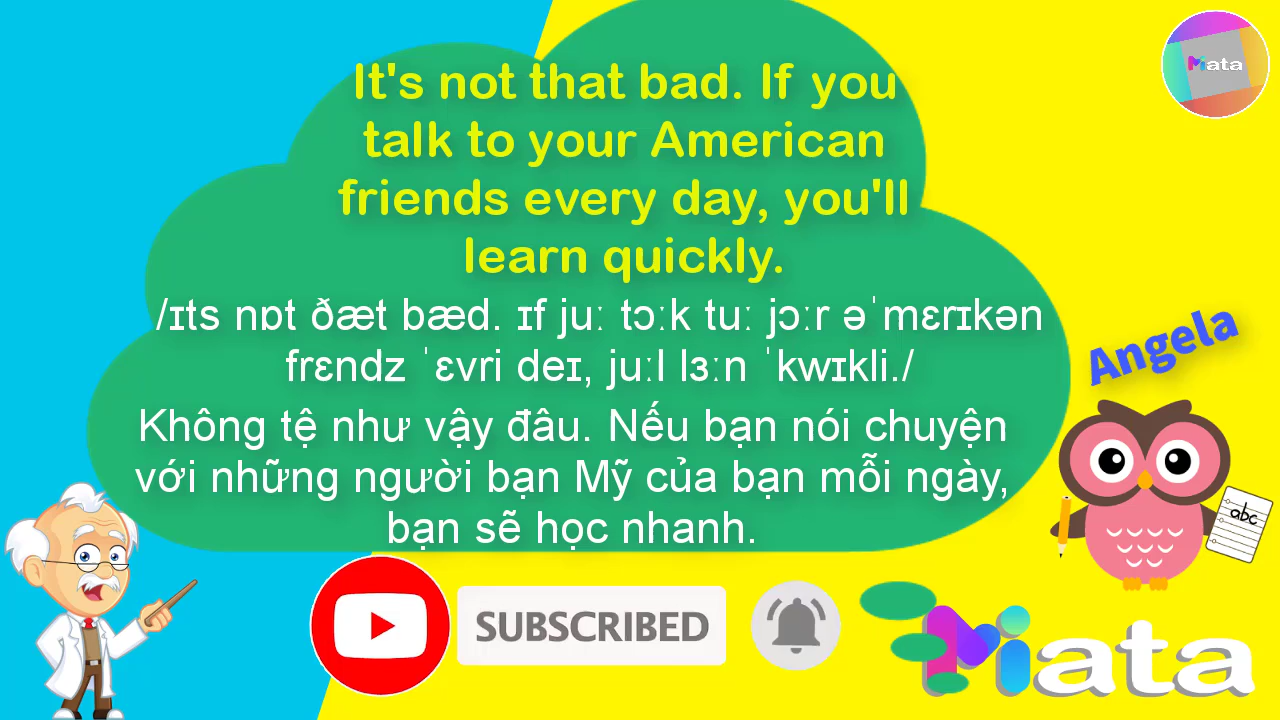 Mata
It's not that bad. If you
talk to your American
friends every day, you'll
learn quickly.
/ɪts nɒt ðæt bæd. ɪf juː tɔːk tuː jɔːr əˈmɛrɪkən
frɛndz ˈɛvri deɪ, juːl lɜːn ˈkwɪkli./
Không tệ như vậy đâu. Nếu bạn nói chuyện
với những người bạn Mỹ của bạn mỗi ngày,
bạn sẽ học nhanh.
Angela
abc
SUBSCRIBED
Mata